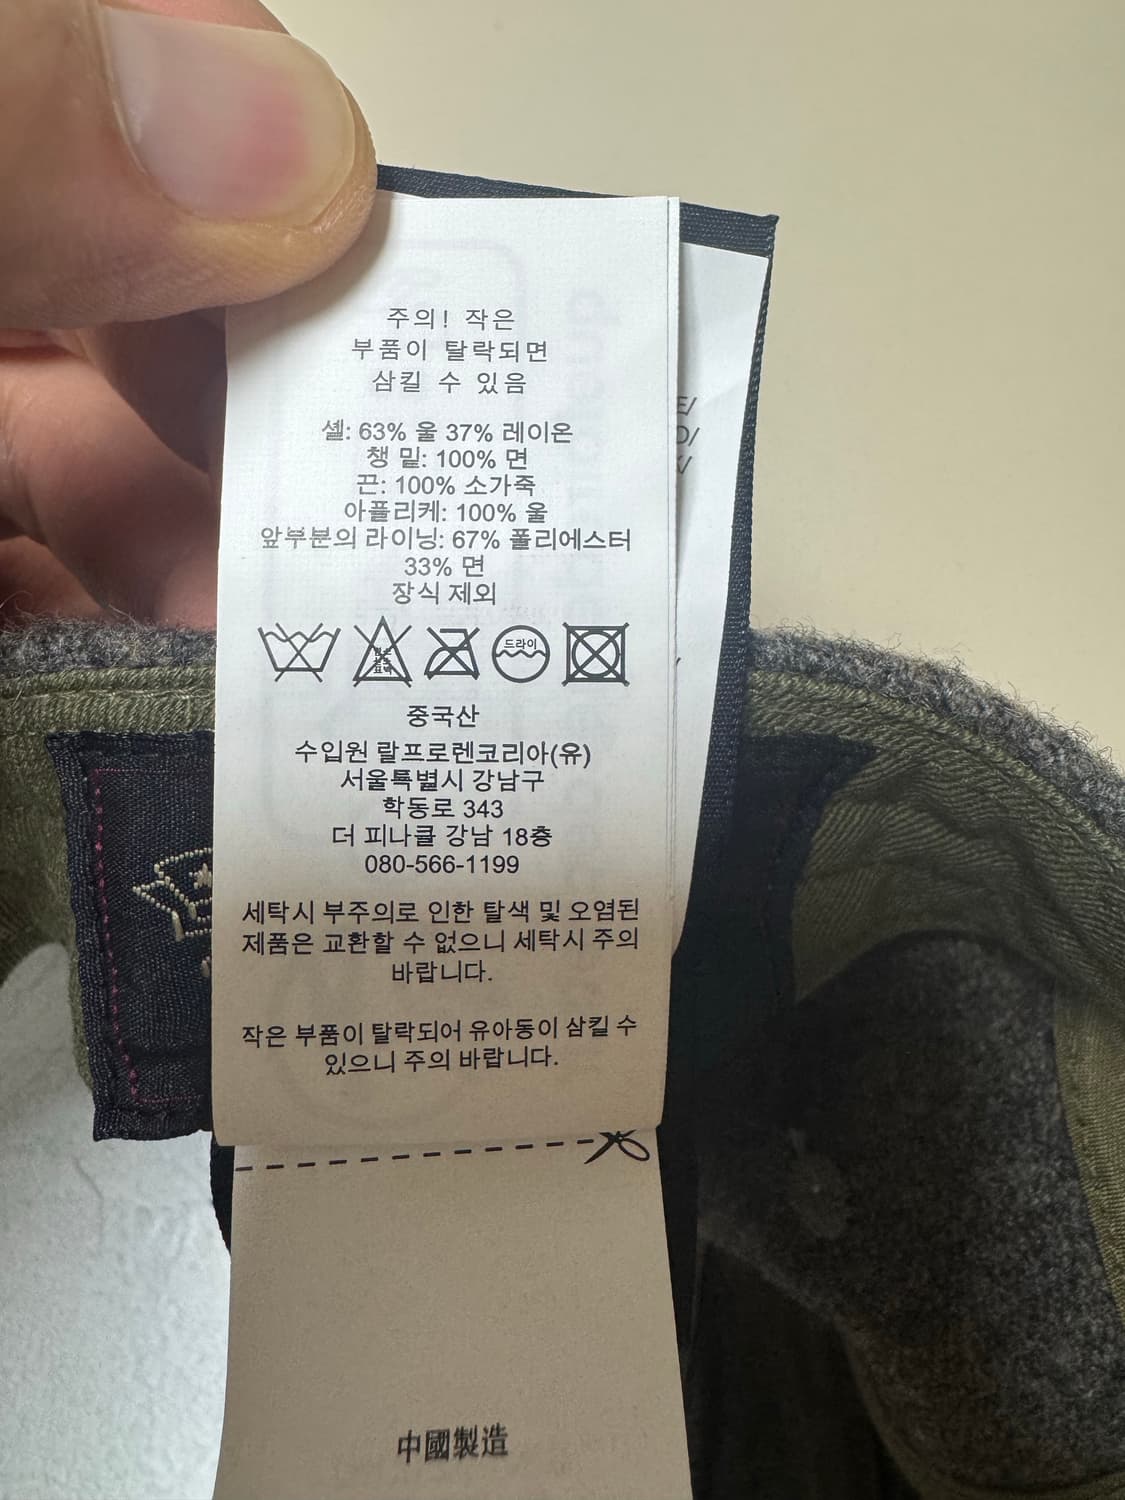 주의! 작은
부품이 탈락되면
삼킬 수 있음
셸: 63% 울 37% 레이온
챙 밑: 100% 면
끈: 100% 소가죽
아플리케: 100% 울
앞부분의 라이닝: 67% 폴리에스터
33% 면
장식 제외
드라이
중국산
수입원 랄프로렌코리아(유)
서울특별시 강남구
학동로 343
더 피나클 강남 18층
080-566-1199
세탁시 부주의로 인한 탈색 및 오염된
제품은 교환할 수 없으니 세탁시 주의
바랍니다.
작은 부품이 탈락되어 유아동이 삼킬 수
있으니 주의 바랍니다.
中國製造